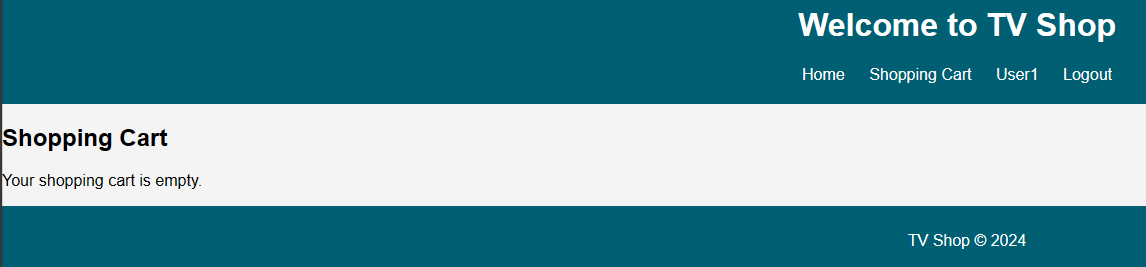 Welcome to TV Shop
Home Shopping Cart User1 Logout
Shopping Cart
Your shopping cart is empty.
TV Shop © 2024